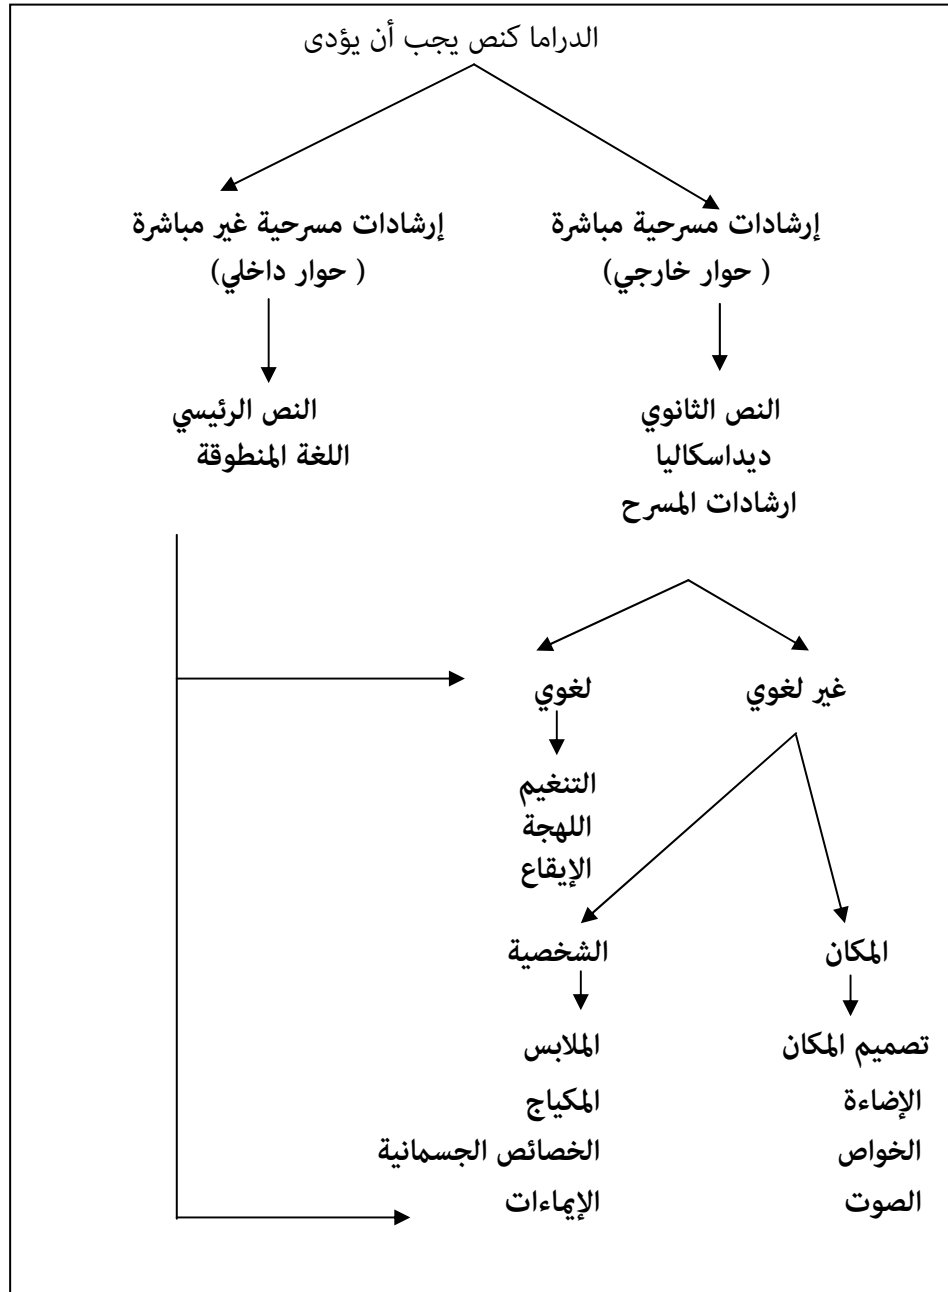 الدراما كنص يجب أن يؤدى
إرشادات مسرحية مباشرة
( حوار خارجي)
إرشادات مسرحية غير مباشرة
( حوار داخلي)
النص الثانوي
ديداسكاليا
ارشادات المسرح
النص الرئيسي
اللغة المنطوقة
غير لغوي
لغوي
التنغيم
اللهجة
الإيقاع
المكان
الشخصية
تصميم المكان
الإضاءة
الخواص
الصوت
الملابس
المكياج
الخصائص الجسمانية
الإيماءات